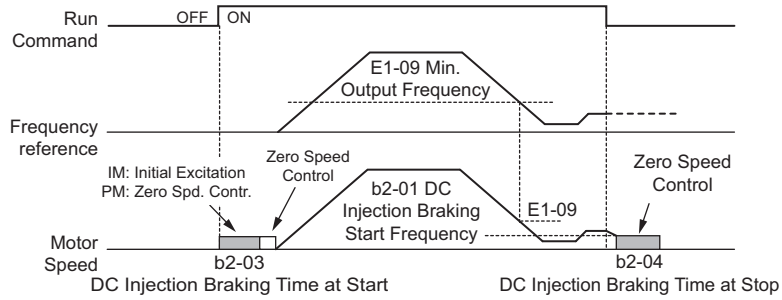 Run
Command
OFF
ON
E1-09 Min.
Output Frequency
Frequency
reference
IM: Initial Excitation
PM: Zero Spd. Contr.
Zero Speed
Control
b2-01 DC
Injection Braking
Start Frequency
E1-09
Zero Speed
Control
Motor
Speed
b2-03
DC Injection Braking Time at Start
b2-04
DC Injection Braking Time at Stop